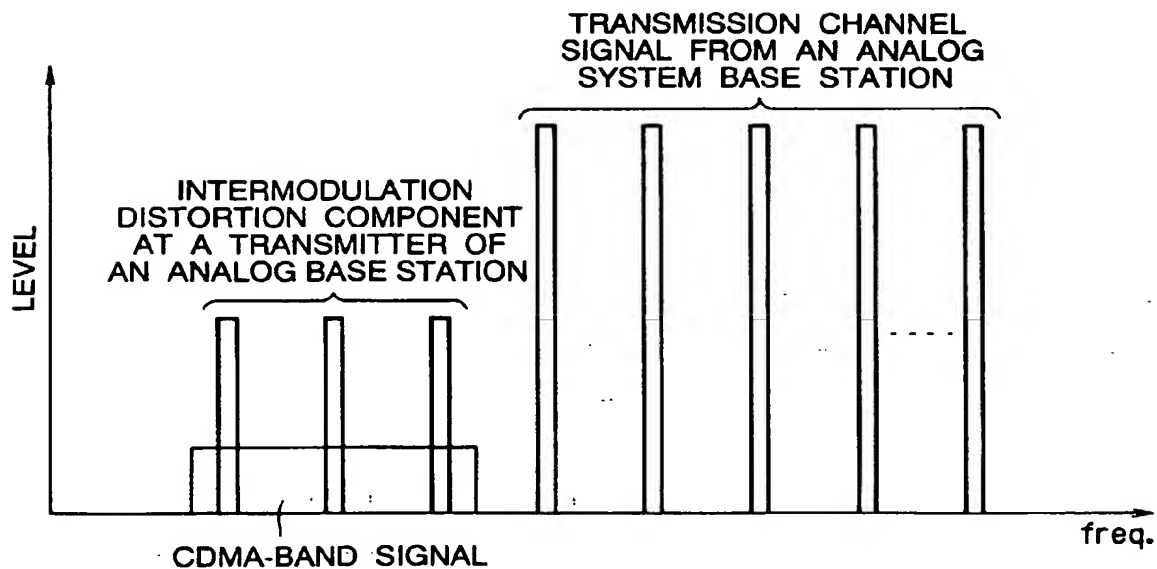 TRANSMISSION CHANNEL
SIGNAL FROM AN ANALOG
SYSTEM BASE STATION
INTERMODULATION
DISTORTION COMPONENT
AT A TRANSMITTER OF
AN ANALOG BASE STATION
LEVEL
freq.
CDMA-BAND SIGNAL